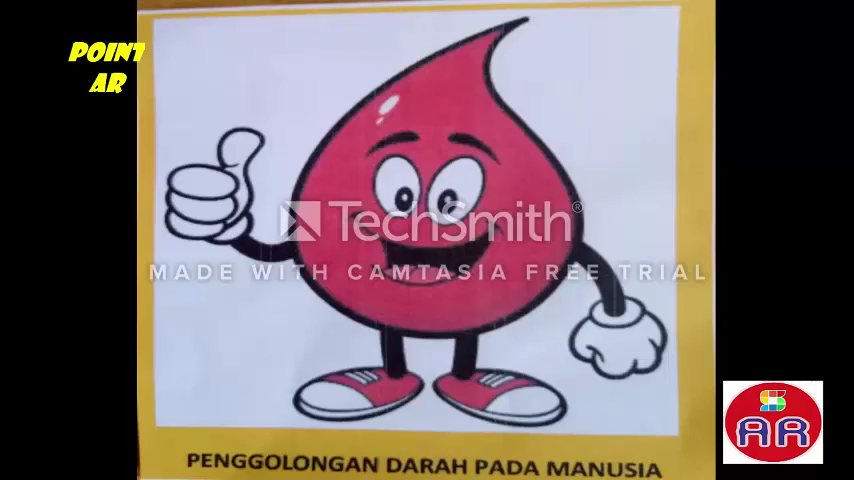 POINT
AR
TechSmith®
MADE WITH CAMTASIA FREE TRIAL
PENGGOLONGAN DARAH PADA MANUSIA
S
AR